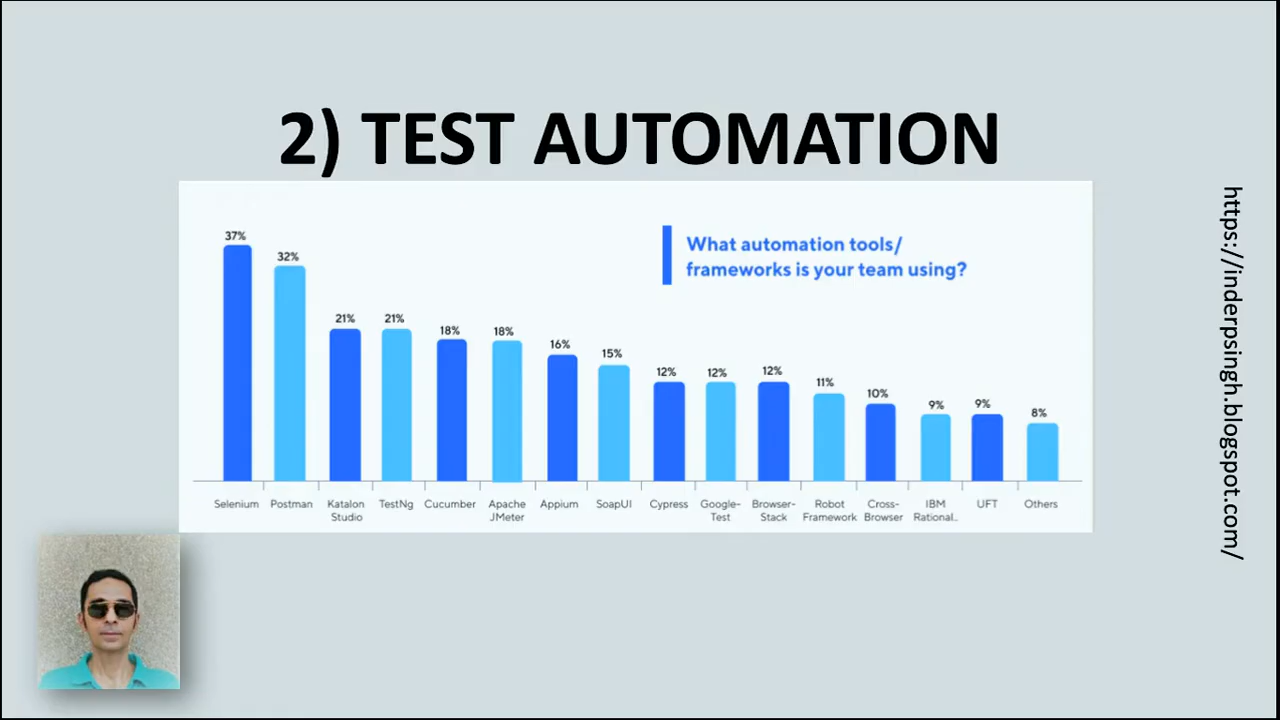 2) TEST AUTOMATION
What automation tools/
frameworks is your team using?
37%
32%
21%
21%
18%
18%
16%
15%
12%
12%
12%
11%
10%
9%
9%
8%
Selenium
Postman
Katalon
Studio
TestNg
Cucumber
Apache
JMeter
Appium
SoapUI
Cypress
Google-
Test
Browser-
Stack
Robot
Framework
Cross-
Browser
IBM
Rational..
UFT
Others
https://inderpsingh.blogspot.com/